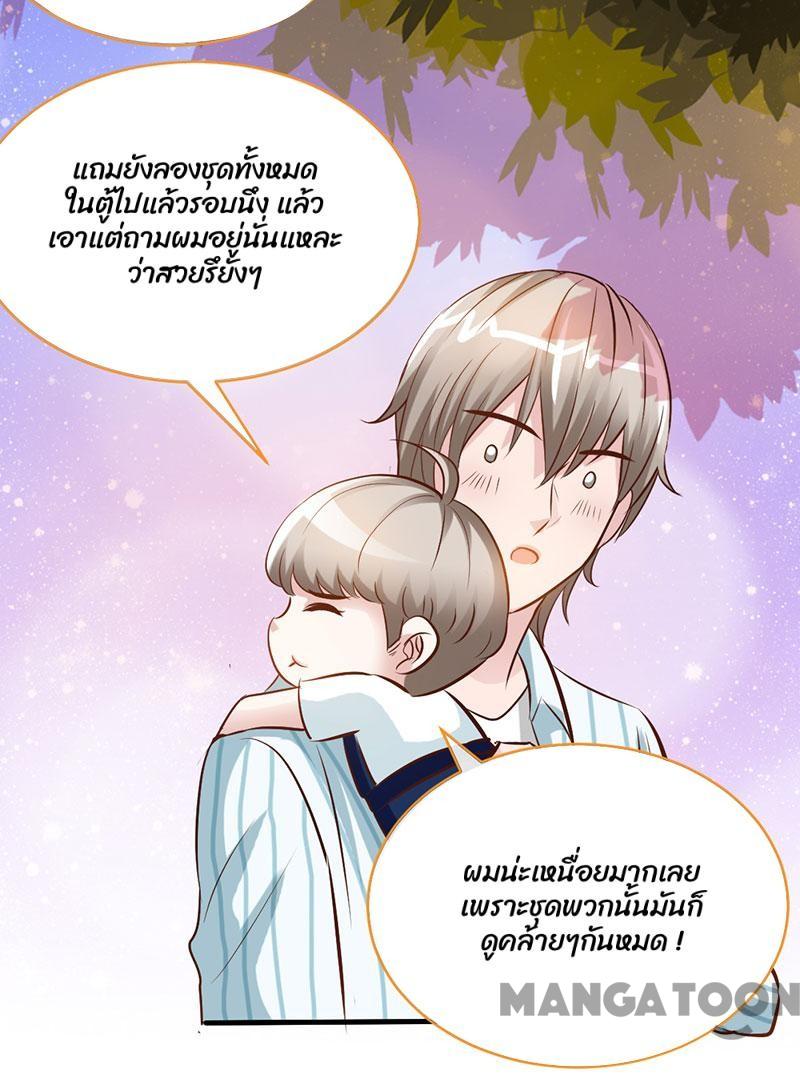 แถมยังลองชุดทั้งหมด
ในตู้ไปแล้วรอบนึง แล้ว
เอาแต่ถามผมอยู่นั่นแหละ
ว่าสวยรึยังๆ
ผมน่ะเหนื่อยมากเลย
เพราะชุดพวกนั้นมันก็
ดูคล้ายๆกันหมด !
MANGATOON